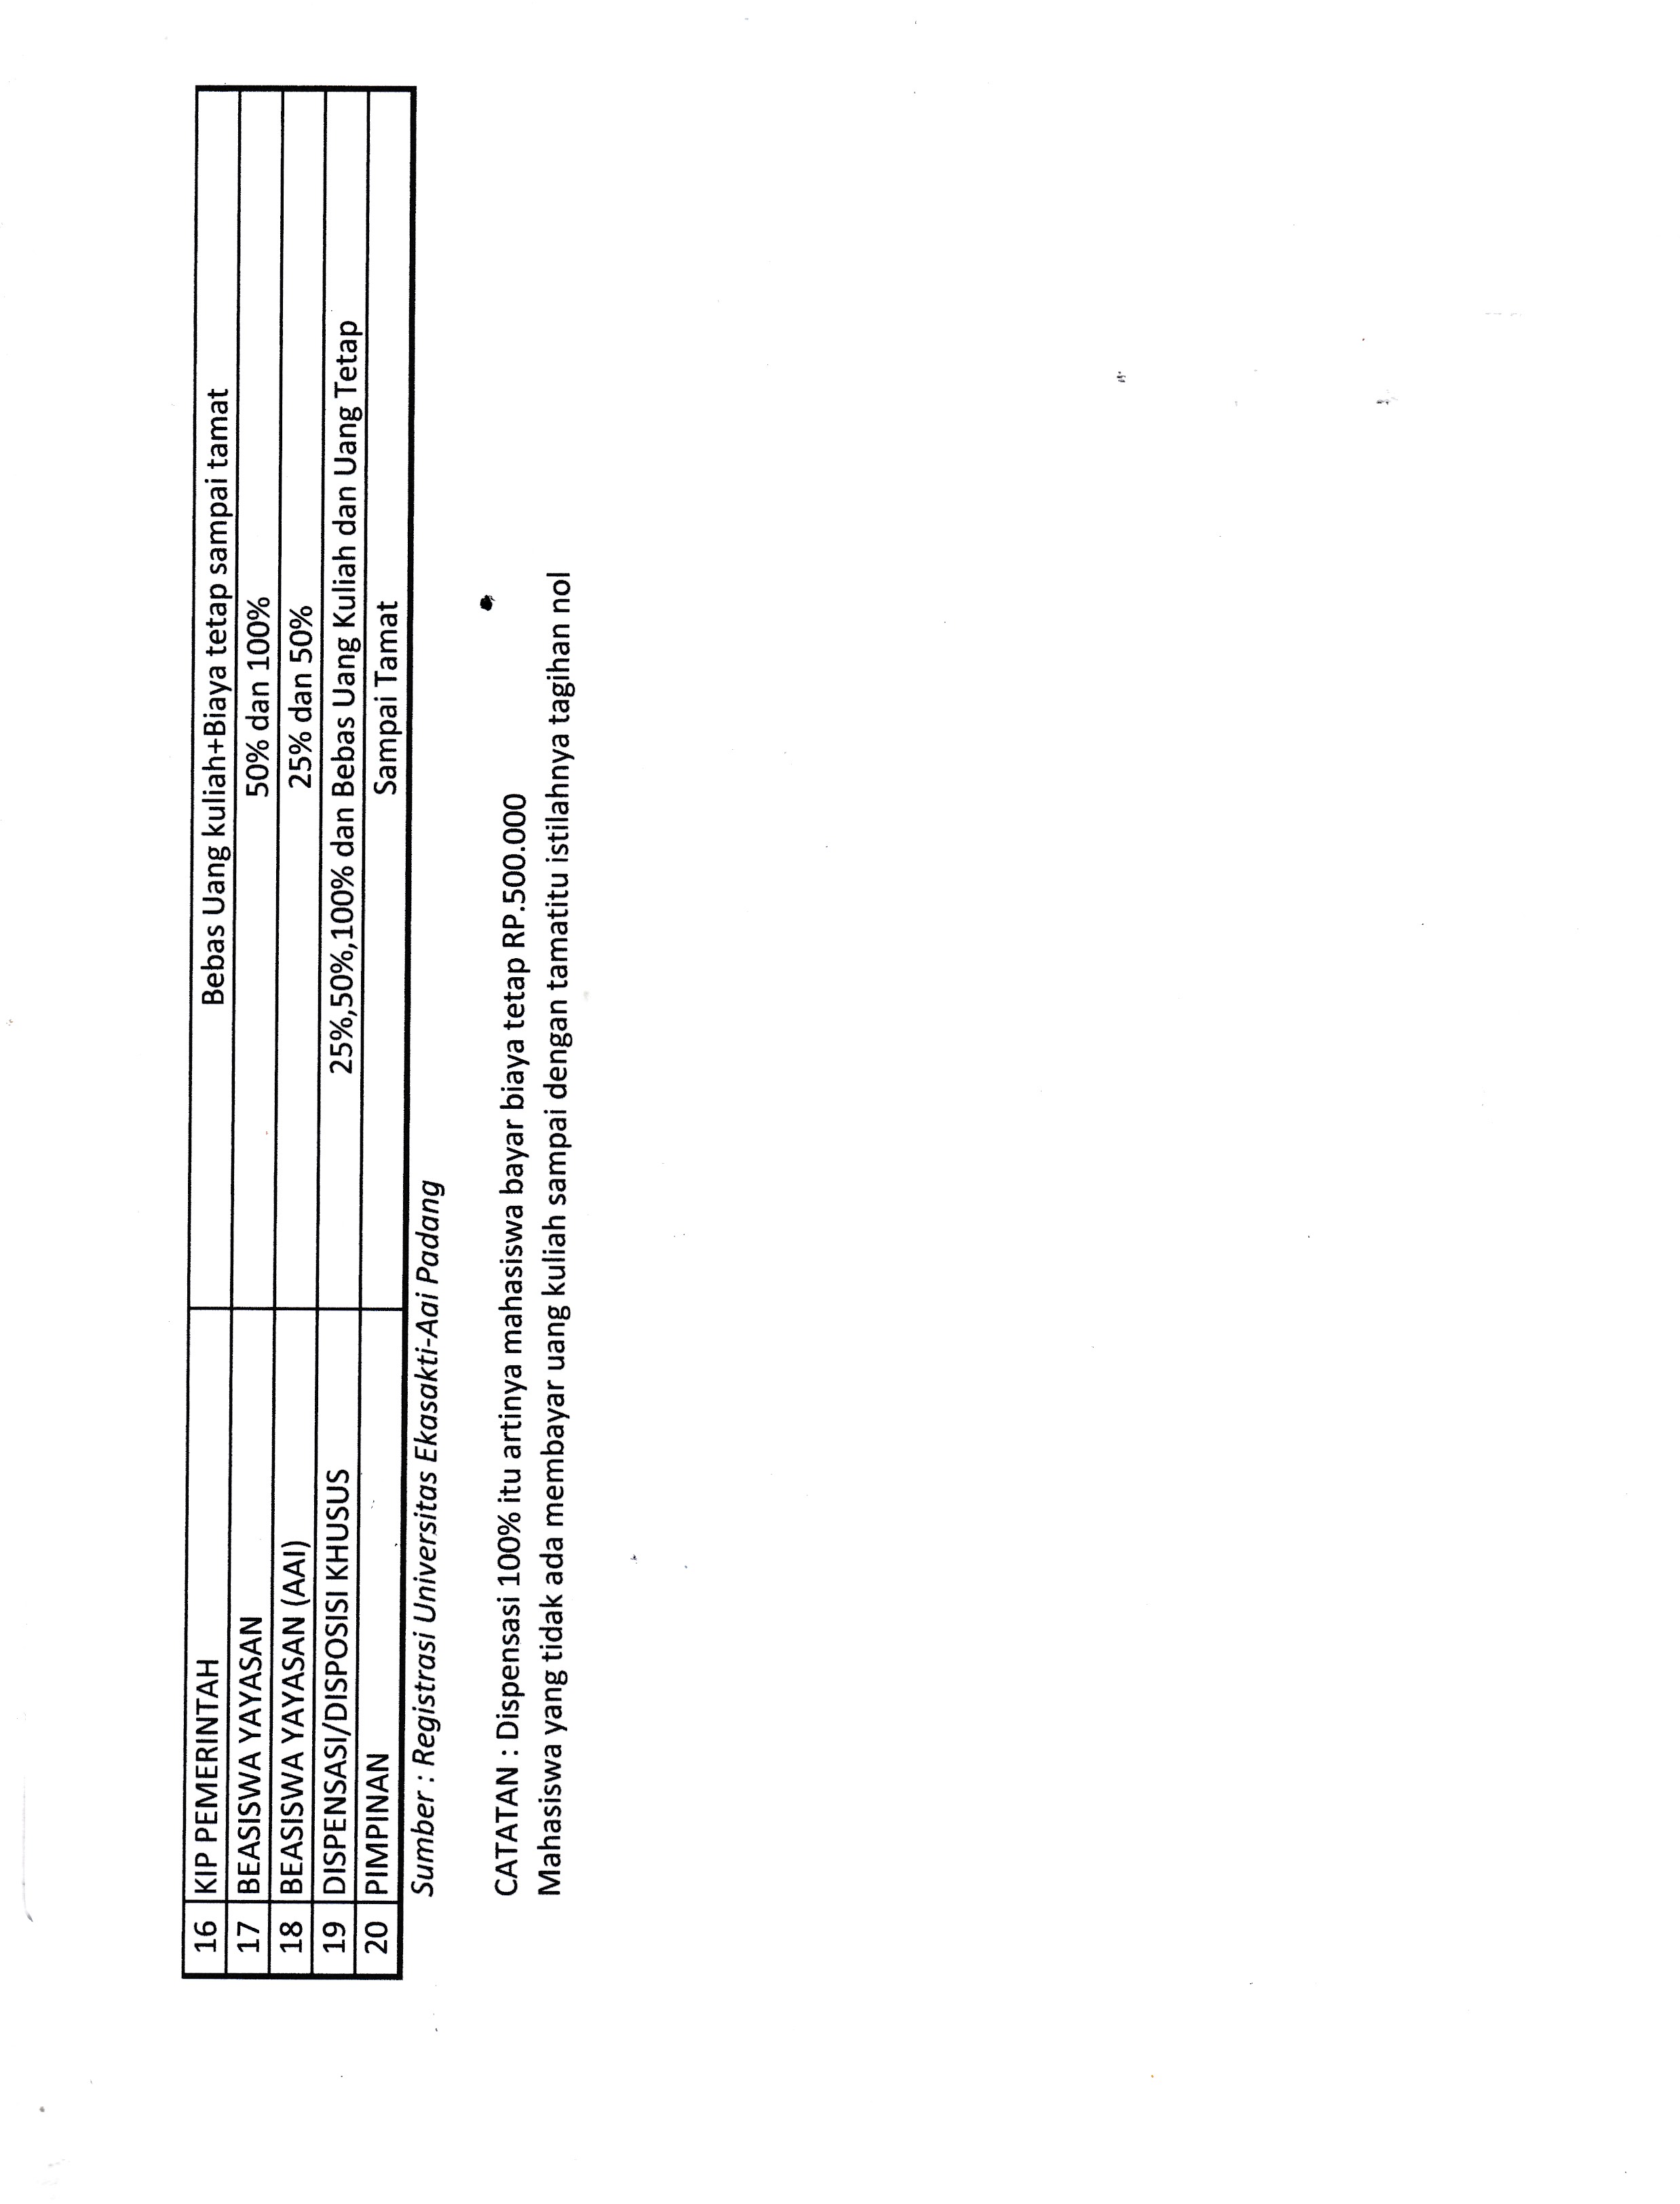 16 KIP PEMERINTAH Bebas Uang kuliah+Biaya tetap sampai tamat
17 BEASISWA YAYASAN 50% dan 100%
18 BEASISWA YAYASAN (AAI) 25% dan 50%
19 DISPENSASI/DISPOSISI KHUSUS 25%,50%,100% dan Bebas Uang Kuliah dan Uang Tetap
20 PIMPINAN Sampai Tamat
Sumber : Registrasi Universitas Ekasakti-Aai Padang
CATATAN : Dispensasi 100% itu artinya mahasiswa bayar biaya tetap RP.500.000
Mahasiswa yang tidak ada membayar uang kuliah sampai dengan tamatitu istilahnya tagihan nol